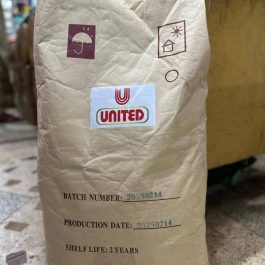 UNITED
BATCH NUMBER: 20250214
PRODUCTION DATE: 20250214
SHELF LIFE: 2 YEARS